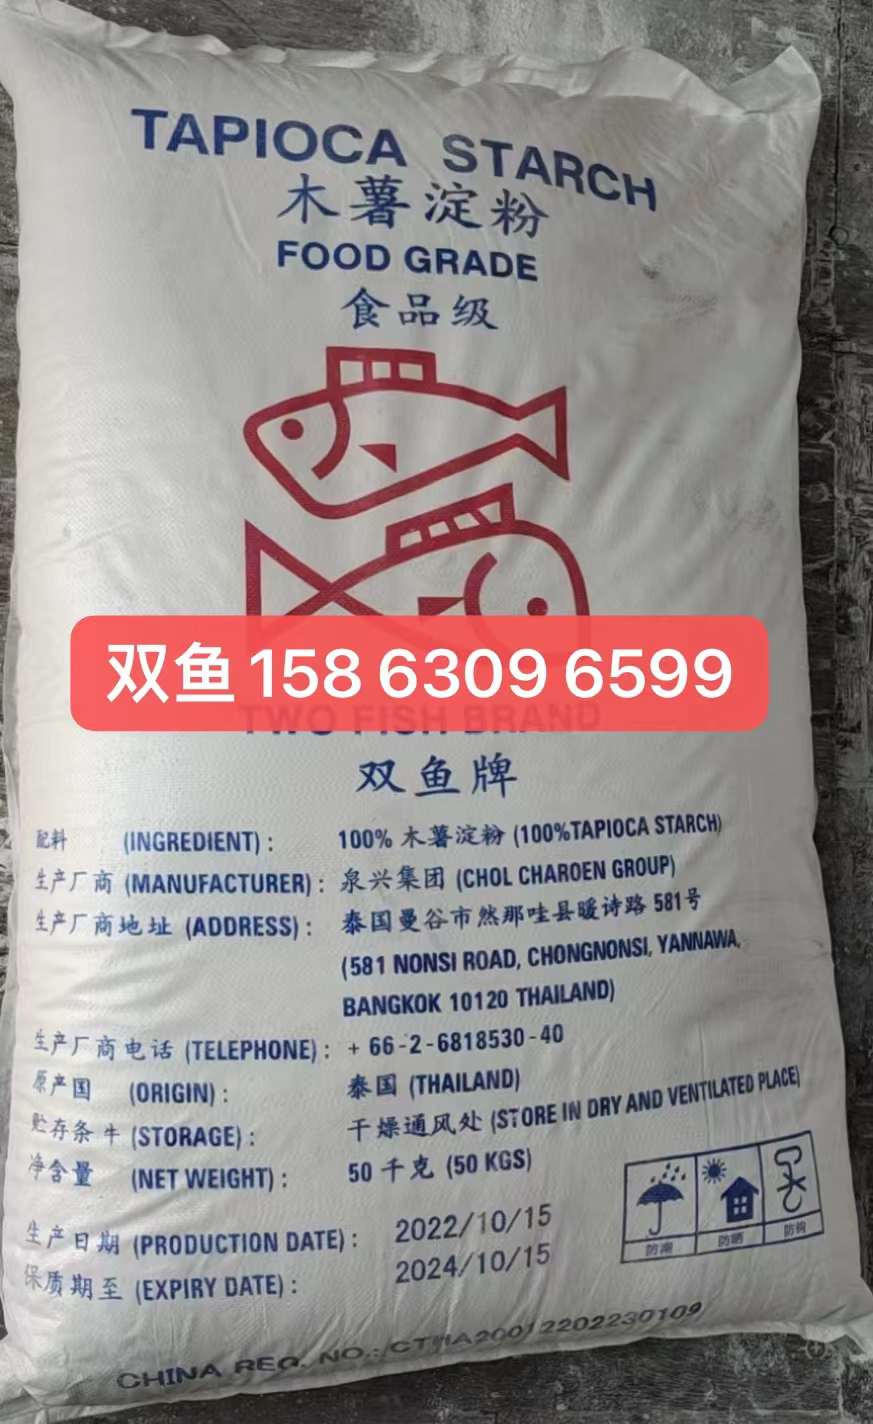 TAPIOCA STARCH
木薯淀粉
FOOD GRADE
食品级
双鱼 158 6309 6599
TWO FISH BRAND
双鱼牌
配料 (INGREDIENT) : 100% 木薯淀粉 (100%TAPIOCA STARCH)
生产厂商 (MANUFACTURER) : 泉兴集团 (CHOL CHAROEN GROUP)
生产厂商地址 (ADDRESS) : 泰国曼谷市然那哇县暖诗路 581号
(581 NONSI ROAD, CHONGNONSI, YANNAWA,
BANGKOK 10120 THAILAND)
生产厂商电话 (TELEPHONE) : + 66-2-6818530-40
原产国 (ORIGIN) : 泰国 (THAILAND)
贮存条牛 (STORAGE) : 干燥通风处 (STORE IN DRY AND VENTILATED PLACE)
净含量 (NET WEIGHT) : 50 千克 (50 KGS)
防潮 防晒 防钩
生产日期 (PRODUCTION DATE) : 2022/10/15
保质期至 (EXPIRY DATE) : 2024/10/15
CHINA REG. NO.:CTHA20012202230109